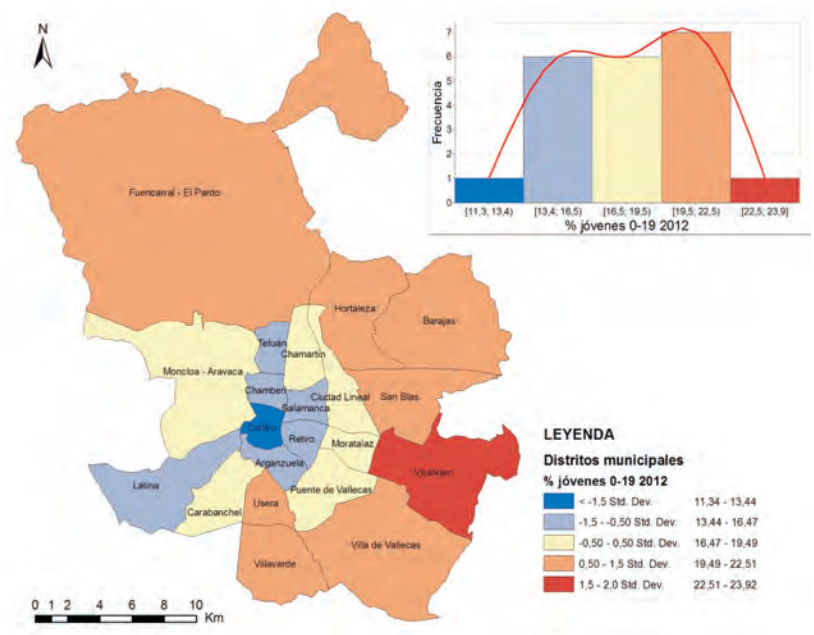 N
Frecuencia
7
6
5
4
3
2
1
0
[11,3; 13,4) [13,4; 16,5) [16,5; 19,5) [19,5; 22,5) [22,5; 23,9]
% jóvenes 0-19 2012
Fuencarral - El Pardo
Hortaleza
Barajas
Tetuán
Chamartín
Moncloa - Aravaca
Chamberí
Ciudad Lineal
San Blas
Salamanca
Centro
Retiro
Moratalaz
Arganzuela
Vicálvaro
Latina
Puente de Vallecas
Usera
Carabanchel
Villa de Vallecas
Villaverde
LEYENDA
Distritos municipales
% jóvenes 0-19 2012
< -1,5 Std. Dev. 11,34 - 13,44
-1,5 - -0,50 Std. Dev. 13,44 - 16,47
-0,50 - 0,50 Std. Dev. 16,47 - 19,49
0,50 - 1,5 Std. Dev. 19,49 - 22,51
1,5 - 2,0 Std. Dev. 22,51 - 23,92
0 1 2 4 6 8 10
Km